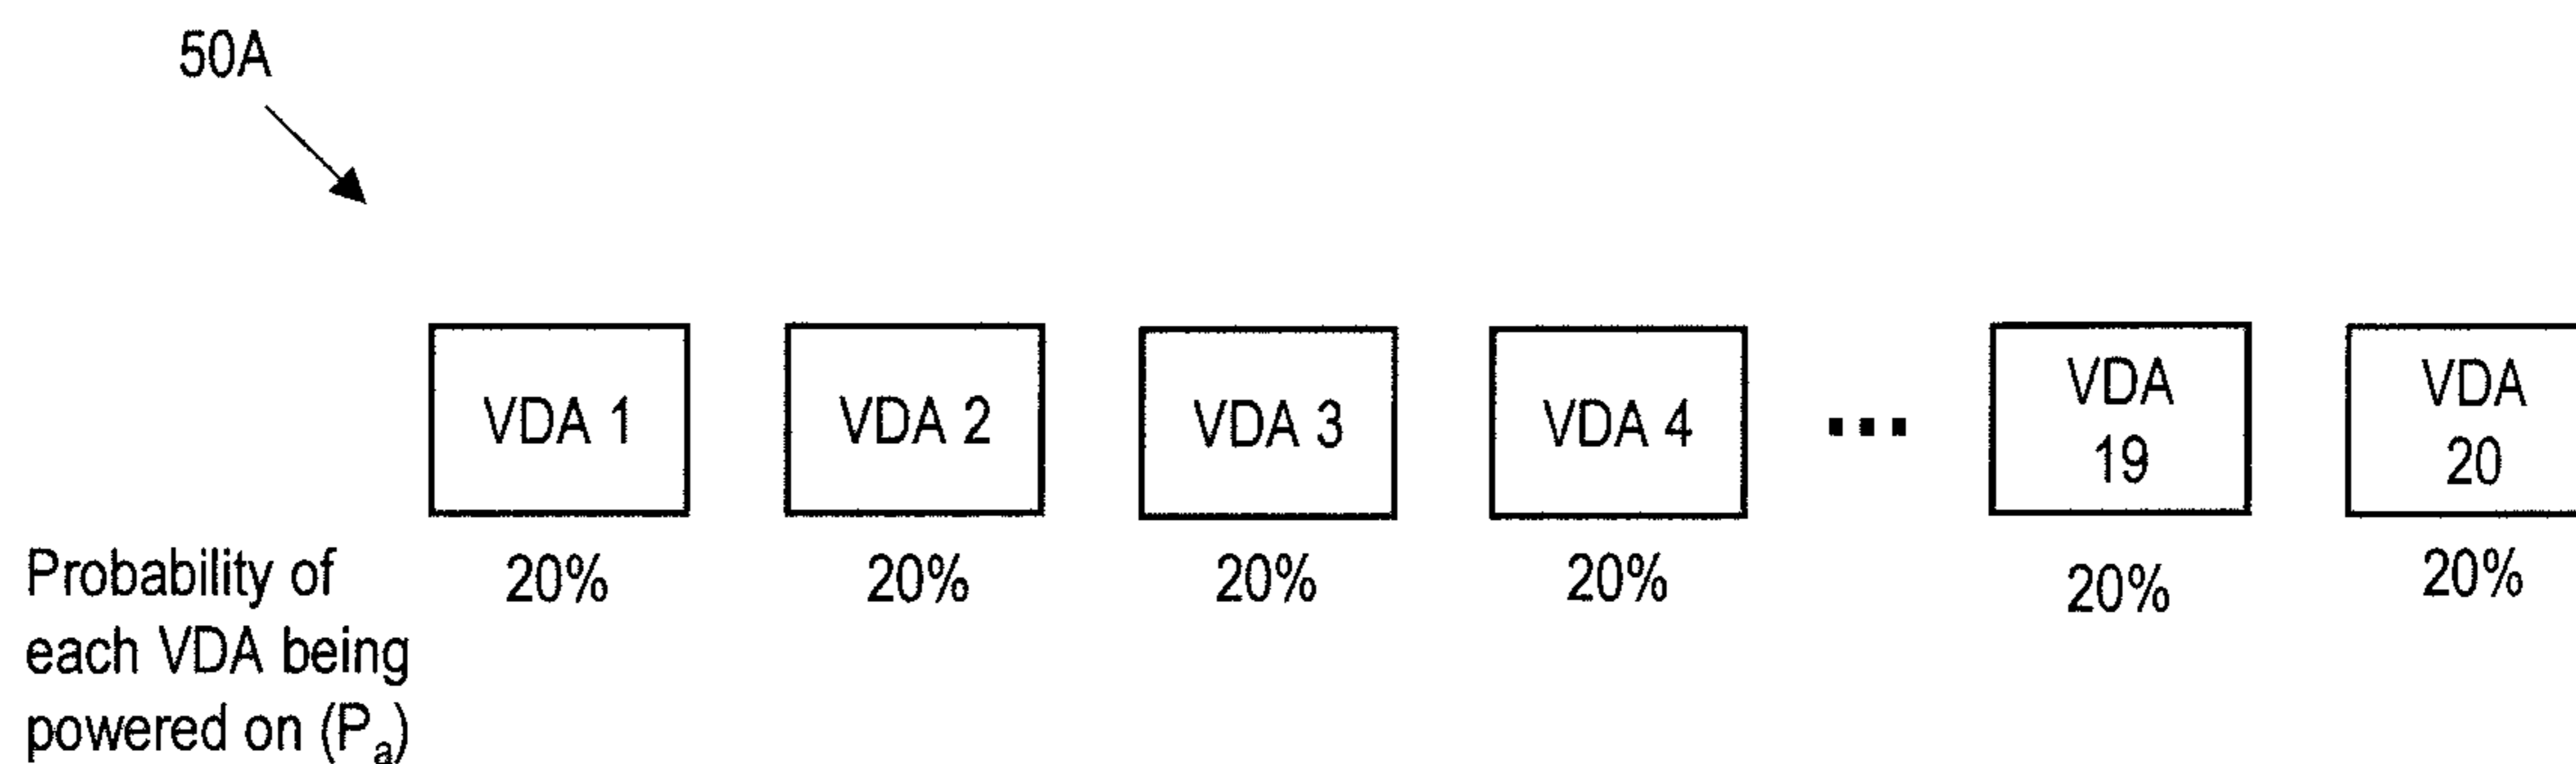 50A
VDA 1
VDA 2
VDA 3
VDA 4
...
VDA
19
VDA
20
Probability of
each VDA being
powered on (Pₐ)
20%
20%
20%
20%
20%
20%